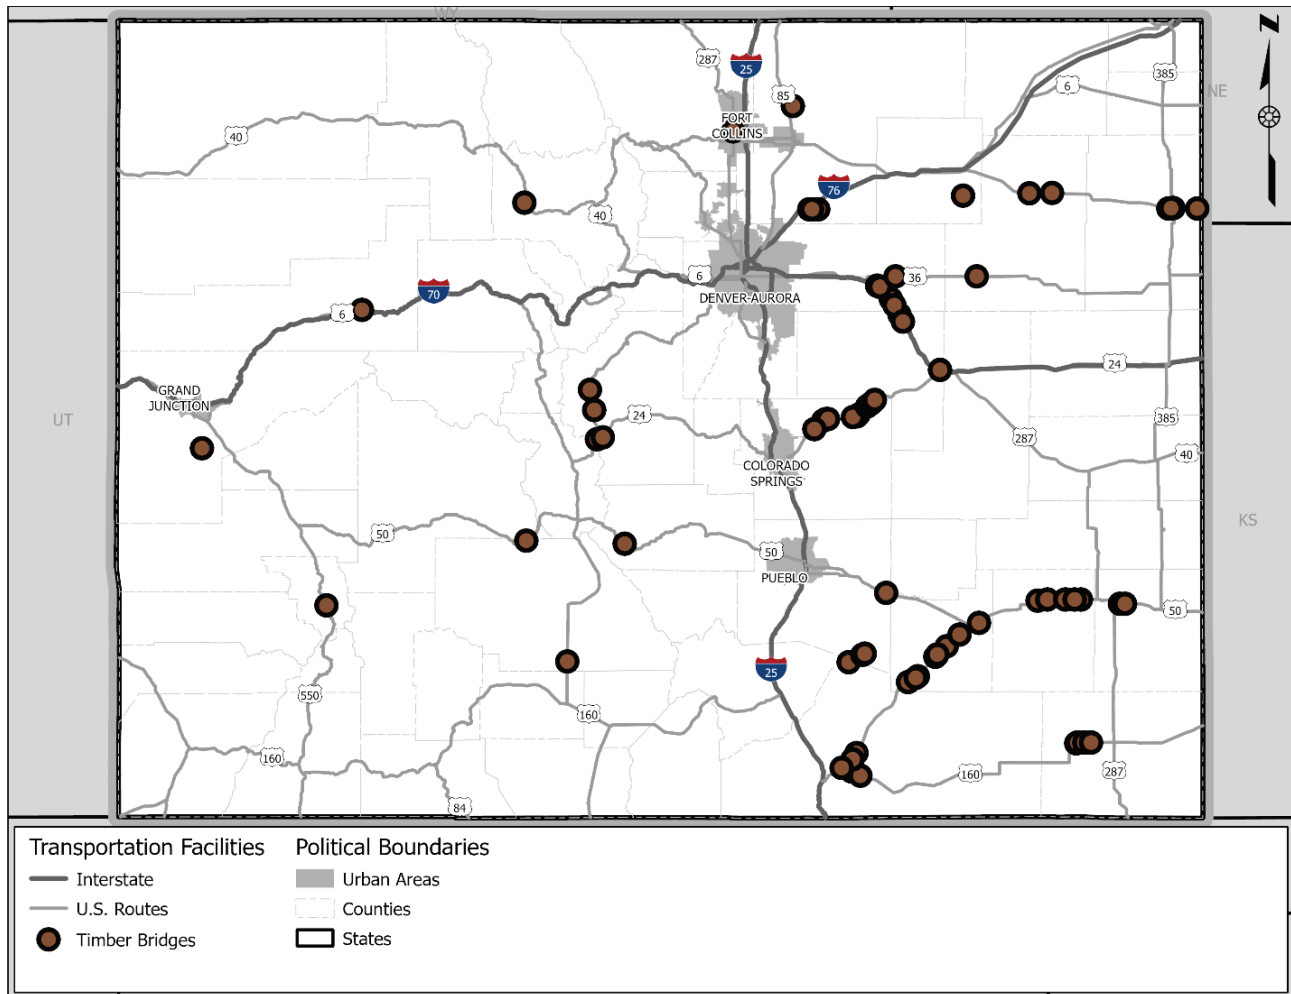 WY
N
287
25
385
6
NE
85
FORT
COLLINS
40
76
40
6
36
70
DENVER-AURORA
6
24
GRAND
JUNCTION
UT
24
385
287
40
COLORADO
SPRINGS
KS
50
50
PUEBLO
50
25
550
160
160
160
287
84
Transportation Facilities
Interstate
U.S. Routes
Timber Bridges
Political Boundaries
Urban Areas
Counties
States